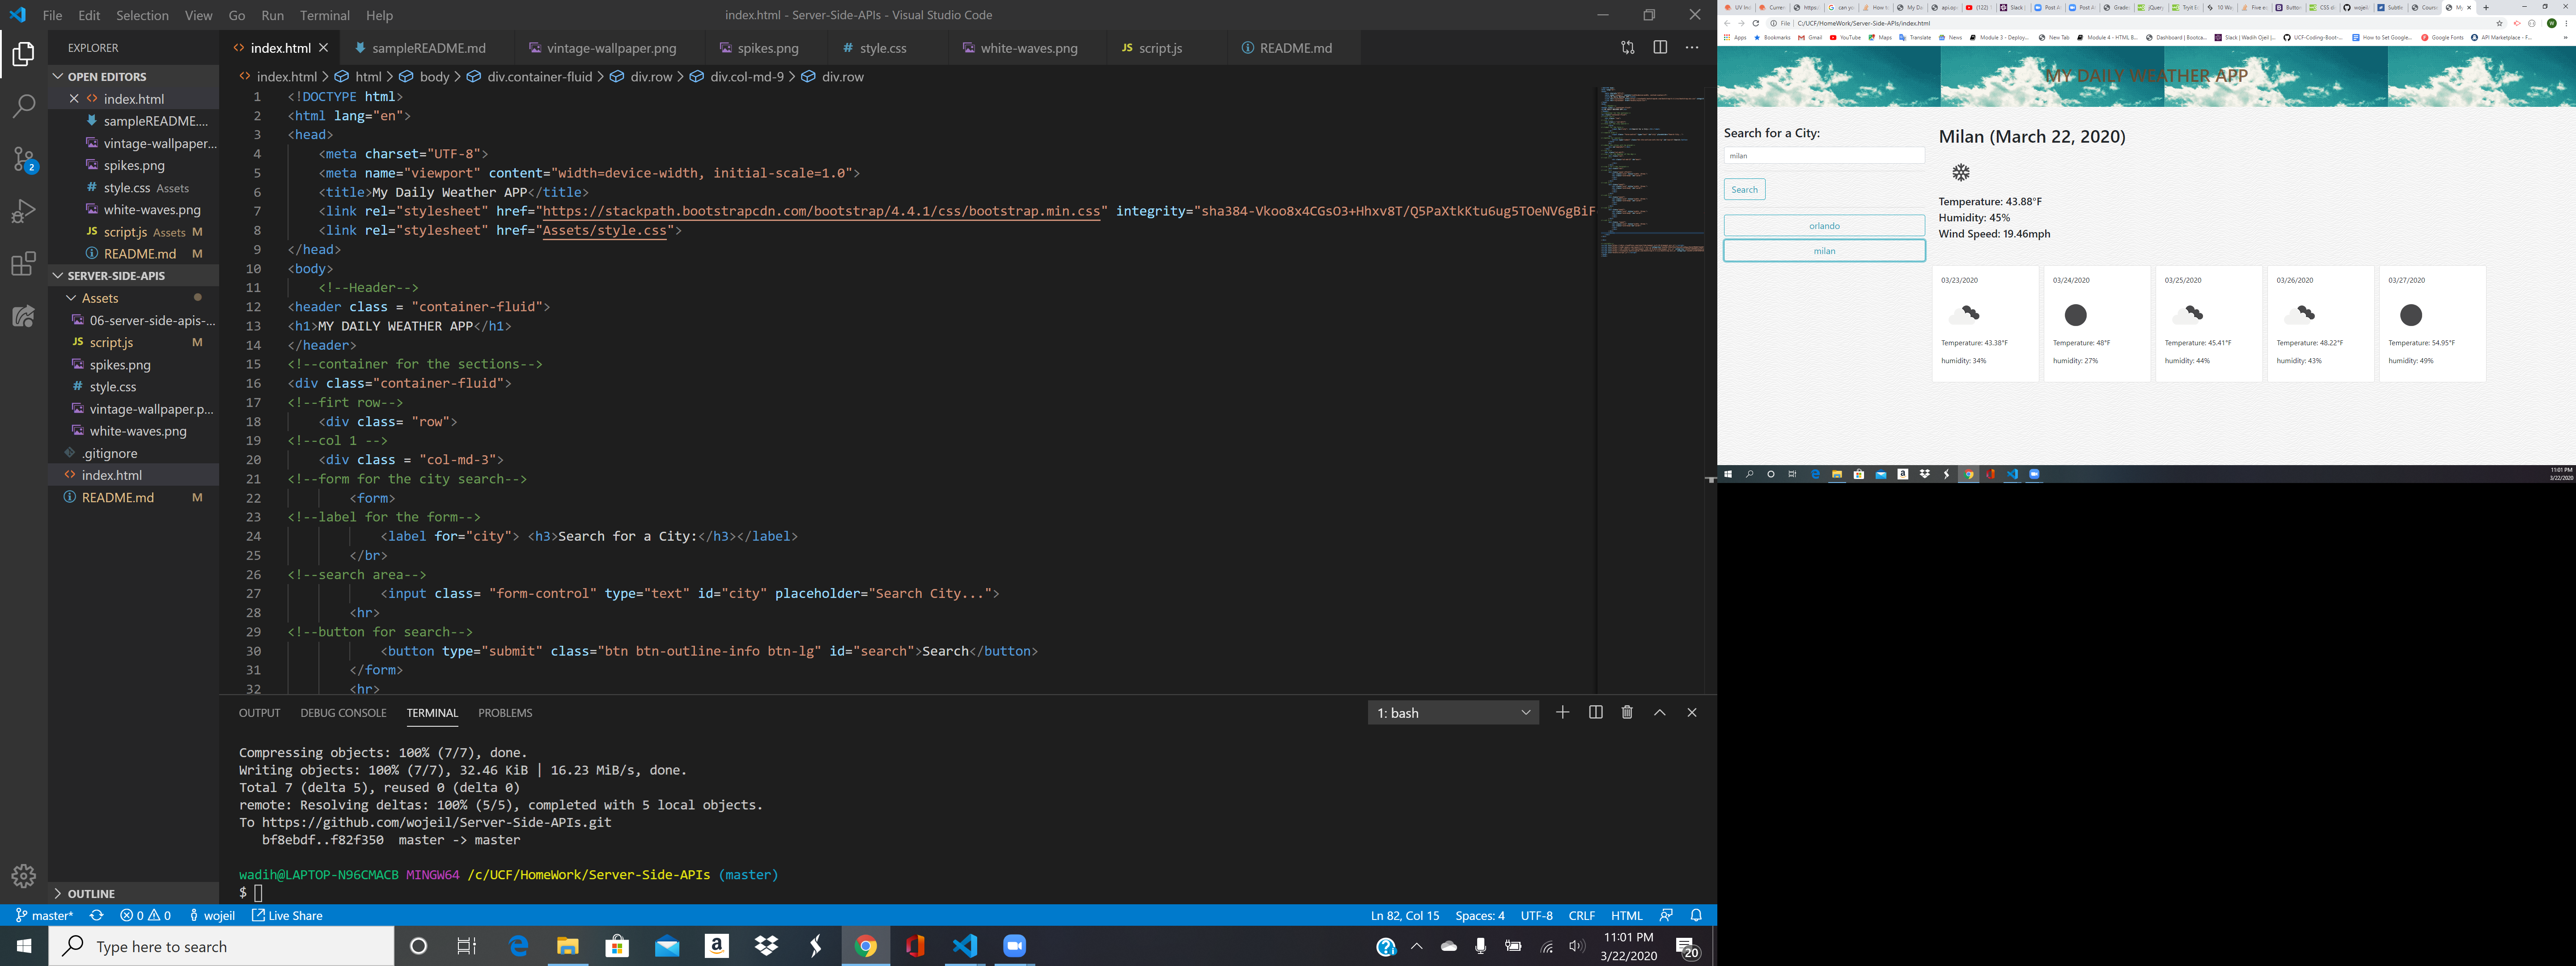 File Edit Selection View Go Run Terminal Help
index.html - Server-Side-APIs - Visual Studio Code
EXPLORER
OPEN EDITORS
index.html
sampleREADME....
vintage-wallpaper...
spikes.png
style.css Assets
white-waves.png
script.js Assets M
README.md M
SERVER-SIDE-APIS
Assets
06-server-side-apis-...
script.js M
spikes.png
style.css
vintage-wallpaper.p...
white-waves.png
.gitignore
index.html
README.md M
OUTLINE
2
index.html sampleREADME.md vintage-wallpaper.png spikes.png style.css white-waves.png script.js README.md
index.html > html > body > div.container-fluid > div.row > div.col-md-9 > div.row
1 <!DOCTYPE html>
2 <html lang="en">
3 <head>
4 <meta charset="UTF-8">
5 <meta name="viewport" content="width=device-width, initial-scale=1.0">
6 <title>My Daily Weather APP</title>
7 <link rel="stylesheet" href="https://stackpath.bootstrapcdn.com/bootstrap/4.4.1/css/bootstrap.min.css" integrity="sha384-Vkoo8x4CGsO3+Hhxv8T/Q5PaXtkKtu6ug5TOeNV6gBiF
8 <link rel="stylesheet" href="Assets/style.css">
9 </head>
10 <body>
11 <!--Header-->
12 <header class = "container-fluid">
13 <h1>MY DAILY WEATHER APP</h1>
14 </header>
15 <!--container for the sections-->
16 <div class="container-fluid">
17 <!--firt row-->
18 <div class= "row">
19 <!--col 1 -->
20 <div class = "col-md-3">
21 <!--form for the city search-->
22 <form>
23 <!--label for the form-->
24 <label for="city"> <h3>Search for a City:</h3></label>
25 </br>
26 <!--search area-->
27 <input class= "form-control" type="text" id="city" placeholder="Search City...">
28 <hr>
29 <!--button for search-->
30 <button type="submit" class="btn btn-outline-info btn-lg" id="search">Search</button>
31 </form>
32 <hr>
OUTPUT DEBUG CONSOLE TERMINAL PROBLEMS
1: bash
Compressing objects: 100% (7/7), done.
Writing objects: 100% (7/7), 32.46 KiB | 16.23 MiB/s, done.
Total 7 (delta 5), reused 0 (delta 0)
remote: Resolving deltas: 100% (5/5), completed with 5 local objects.
To https://github.com/wojeil/Server-Side-APIs.git
bf8ebdf..f82f350 master -> master
wadih@LAPTOP-N96CMACB MINGW64 /c/UCF/HomeWork/Server-Side-APIs (master)
$
master* 0 0 wojeil Live Share
Ln 82, Col 15 Spaces: 4 UTF-8 CRLF HTML
Type here to search
11:01 PM
3/22/2020
20
File C:/UCF/HomeWork/Server-Side-APIs/index.html
Apps Bookmarks Gmail YouTube Maps Translate News Module 3 - Deploy... New Tab Module 4 - HTML B... Dashboard | Bootca... Slack | Wadih Ojeil |... UCF-Coding-Boot-... How to Set Google... Google Fonts API Marketplace - F...
MY DAILY WEATHER APP
Search for a City:
milan
Search
orlando
milan
Milan (March 22, 2020)
Temperature: 43.88°F
Humidity: 45%
Wind Speed: 19.46mph
03/23/2020
Temperature: 43.38°F
humidity: 34%
03/24/2020
Temperature: 48°F
humidity: 27%
03/25/2020
Temperature: 45.41°F
humidity: 44%
03/26/2020
Temperature: 48.22°F
humidity: 43%
03/27/2020
Temperature: 54.95°F
humidity: 49%
11:01 PM
3/22/2020